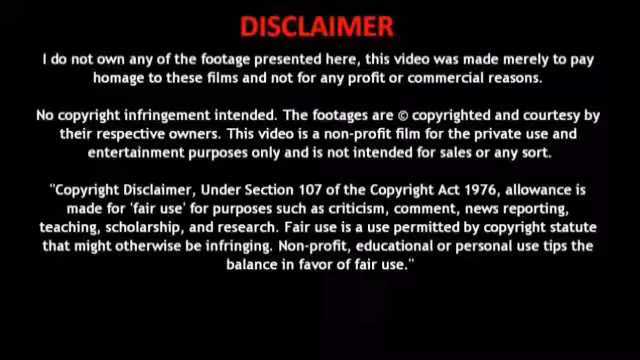 DISCLAIMER
I do not own any of the footage presented here, this video was made merely to pay
homage to these films and not for any profit or commercial reasons.
No copyright infringement intended. The footages are © copyrighted and courtesy by
their respective owners. This video is a non-profit film for the private use and
entertainment purposes only and is not intended for sales or any sort.
"Copyright Disclaimer, Under Section 107 of the Copyright Act 1976, allowance is
made for 'fair use' for purposes such as criticism, comment, news reporting,
teaching, scholarship, and research. Fair use is a use permitted by copyright statute
that might otherwise be infringing. Non-profit, educational or personal use tips the
balance in favor of fair use."